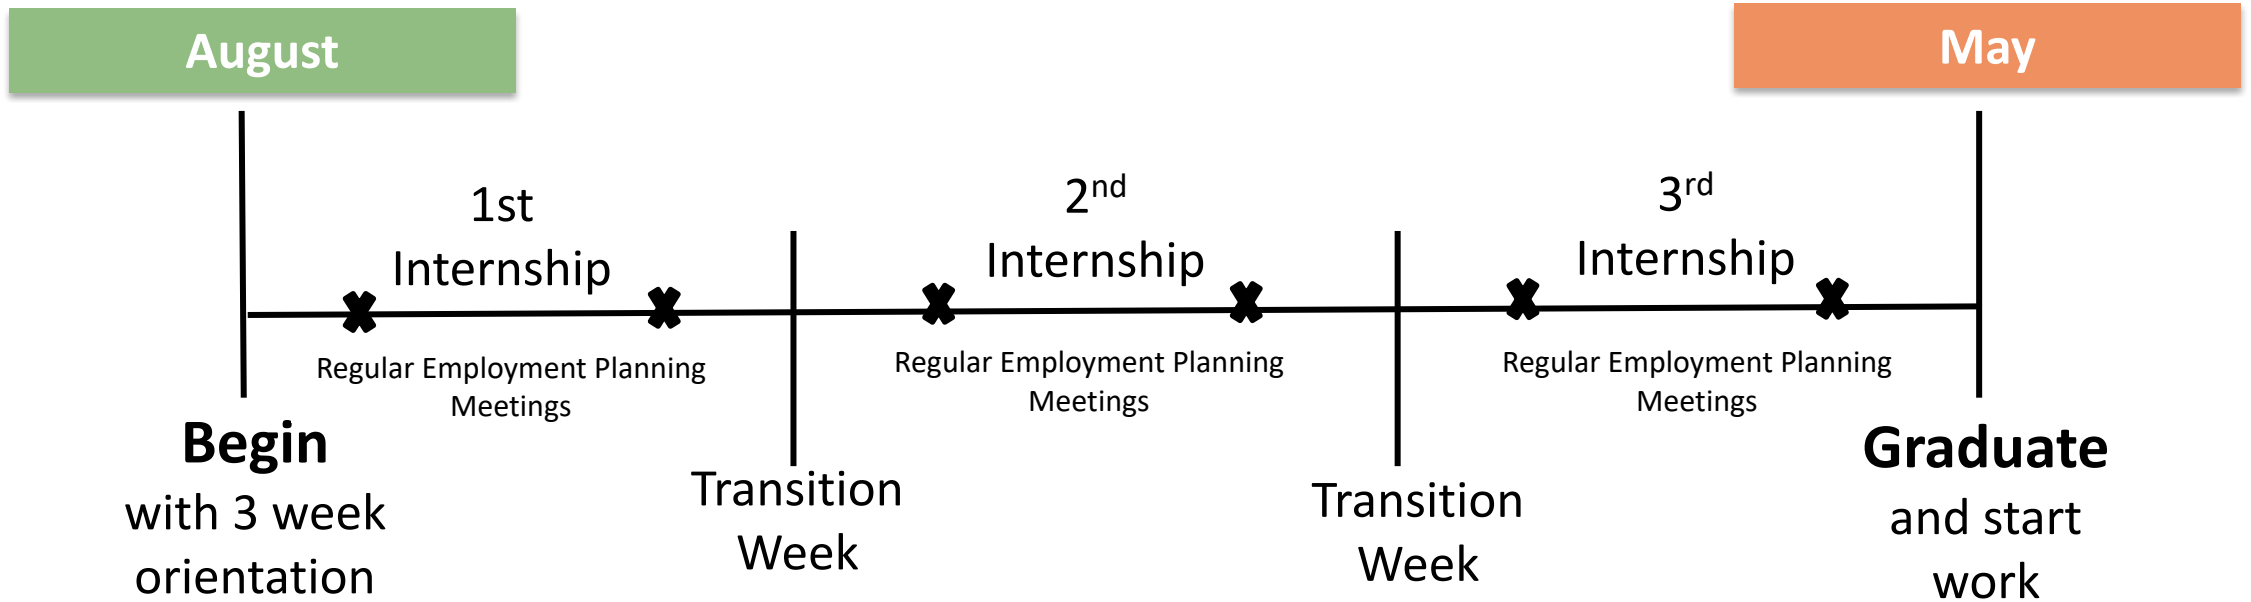 August
May
1st
Internship
2nd
Internship
3rd
Internship
Regular Employment Planning
Meetings
Regular Employment Planning
Meetings
Regular Employment Planning
Meetings
Begin
with 3 week
orientation
Transition
Week
Transition
Week
Graduate
and start
work